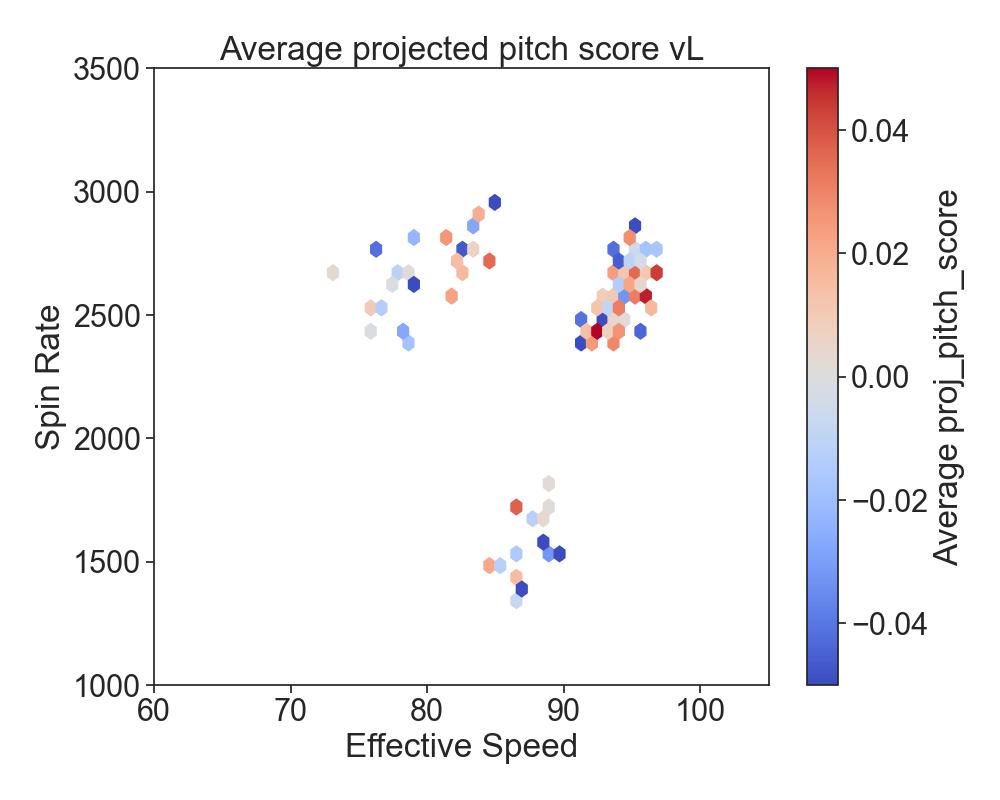 Average projected pitch score vL
3500
3000
2500
2000
1500
1000
Spin Rate
60 70 80 90 100
Effective Speed
0.04
0.02
0.00
−0.02
−0.04
Average proj_pitch_score